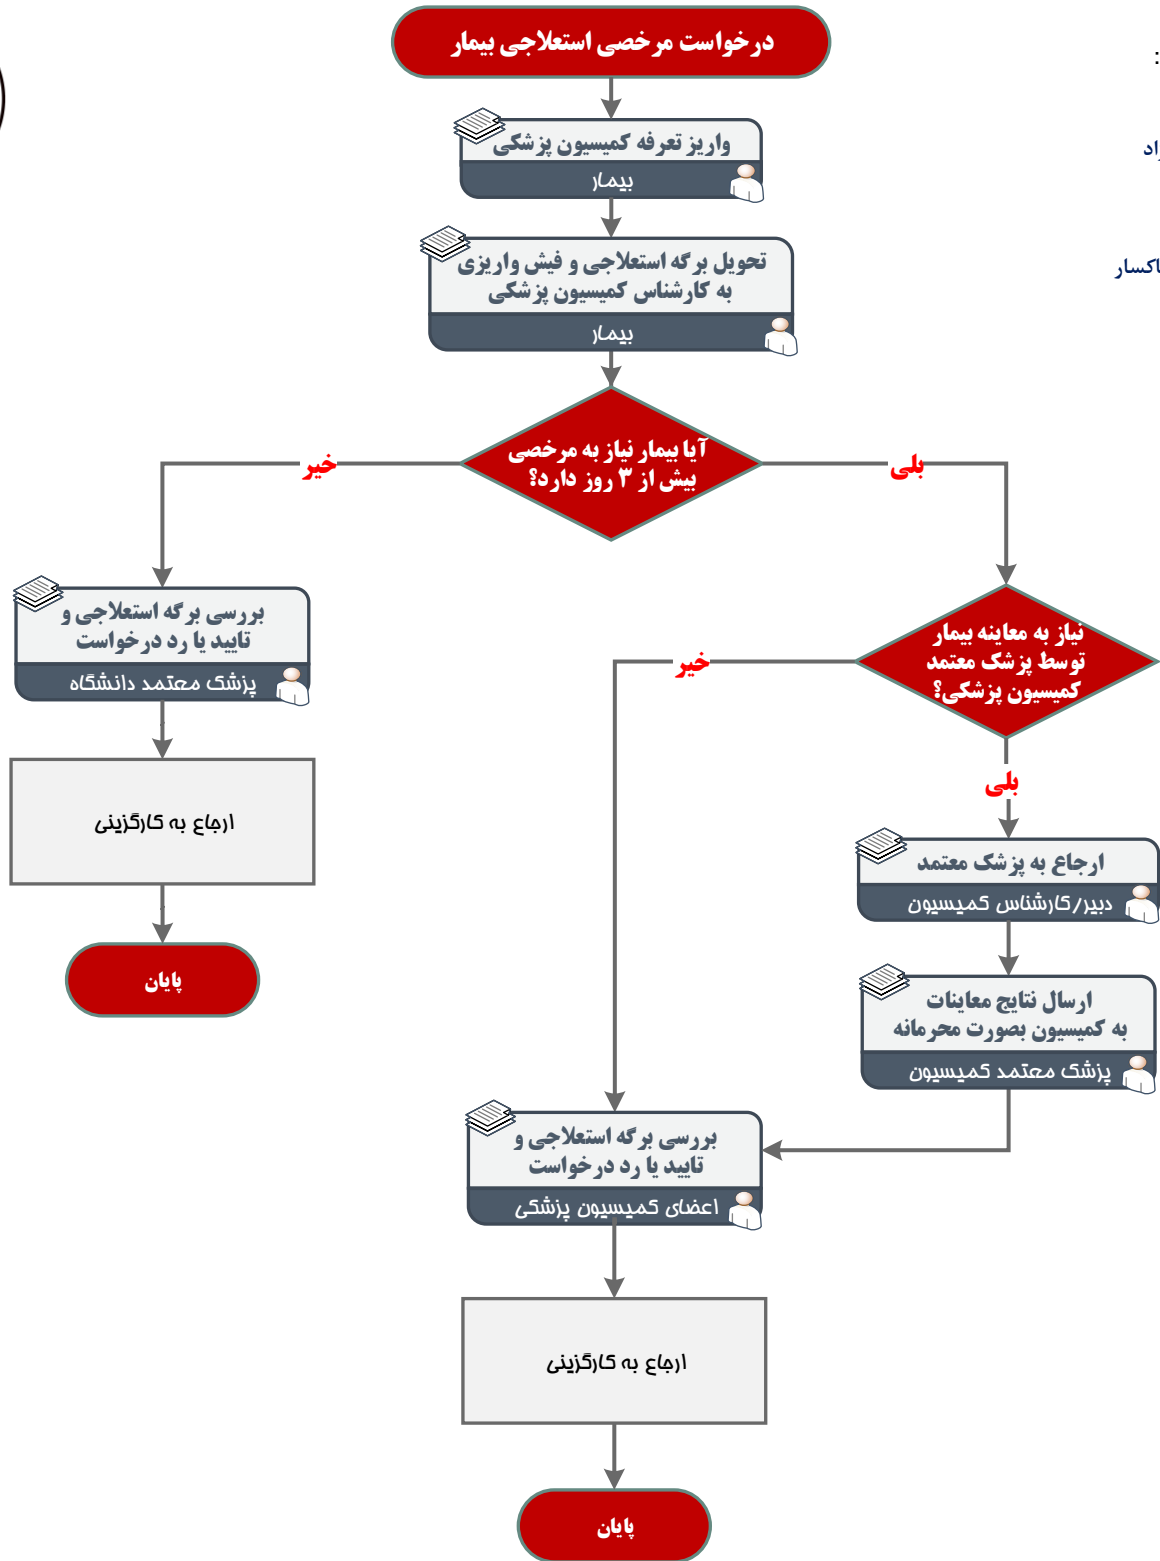 درخواست مرخصی استعلاجی بیمار
:
واریز تعرفه کمیسیون پزشکی
بیمار
تحویل برگه استعلاجی و فیش واریزی
به کارشناس کمیسیون پزشکی
بیمار
آیا بیمار نیاز به مرخصی
بیش از ۳ روز دارد؟
بلی
خیر
نیاز به معاینه بیمار
توسط پزشک معتمد
کمیسیون پزشکی؟
بررسی برگه استعلاجی و
تایید یا رد درخواست
پزشک معتمد دانشگاه
خیر
بلی
ارجاع به کارگزینی
ارجاع به پزشک معتمد
دبیر/کارشناس کمیسیون
پایان
ارسال نتایج معاینات
به کمیسیون بصورت محرمانه
پزشک معتمد کمیسیون
بررسی برگه استعلاجی و
تایید یا رد درخواست
اعضای کمیسیون پزشکی
ارجاع به کارگزینی
پایان